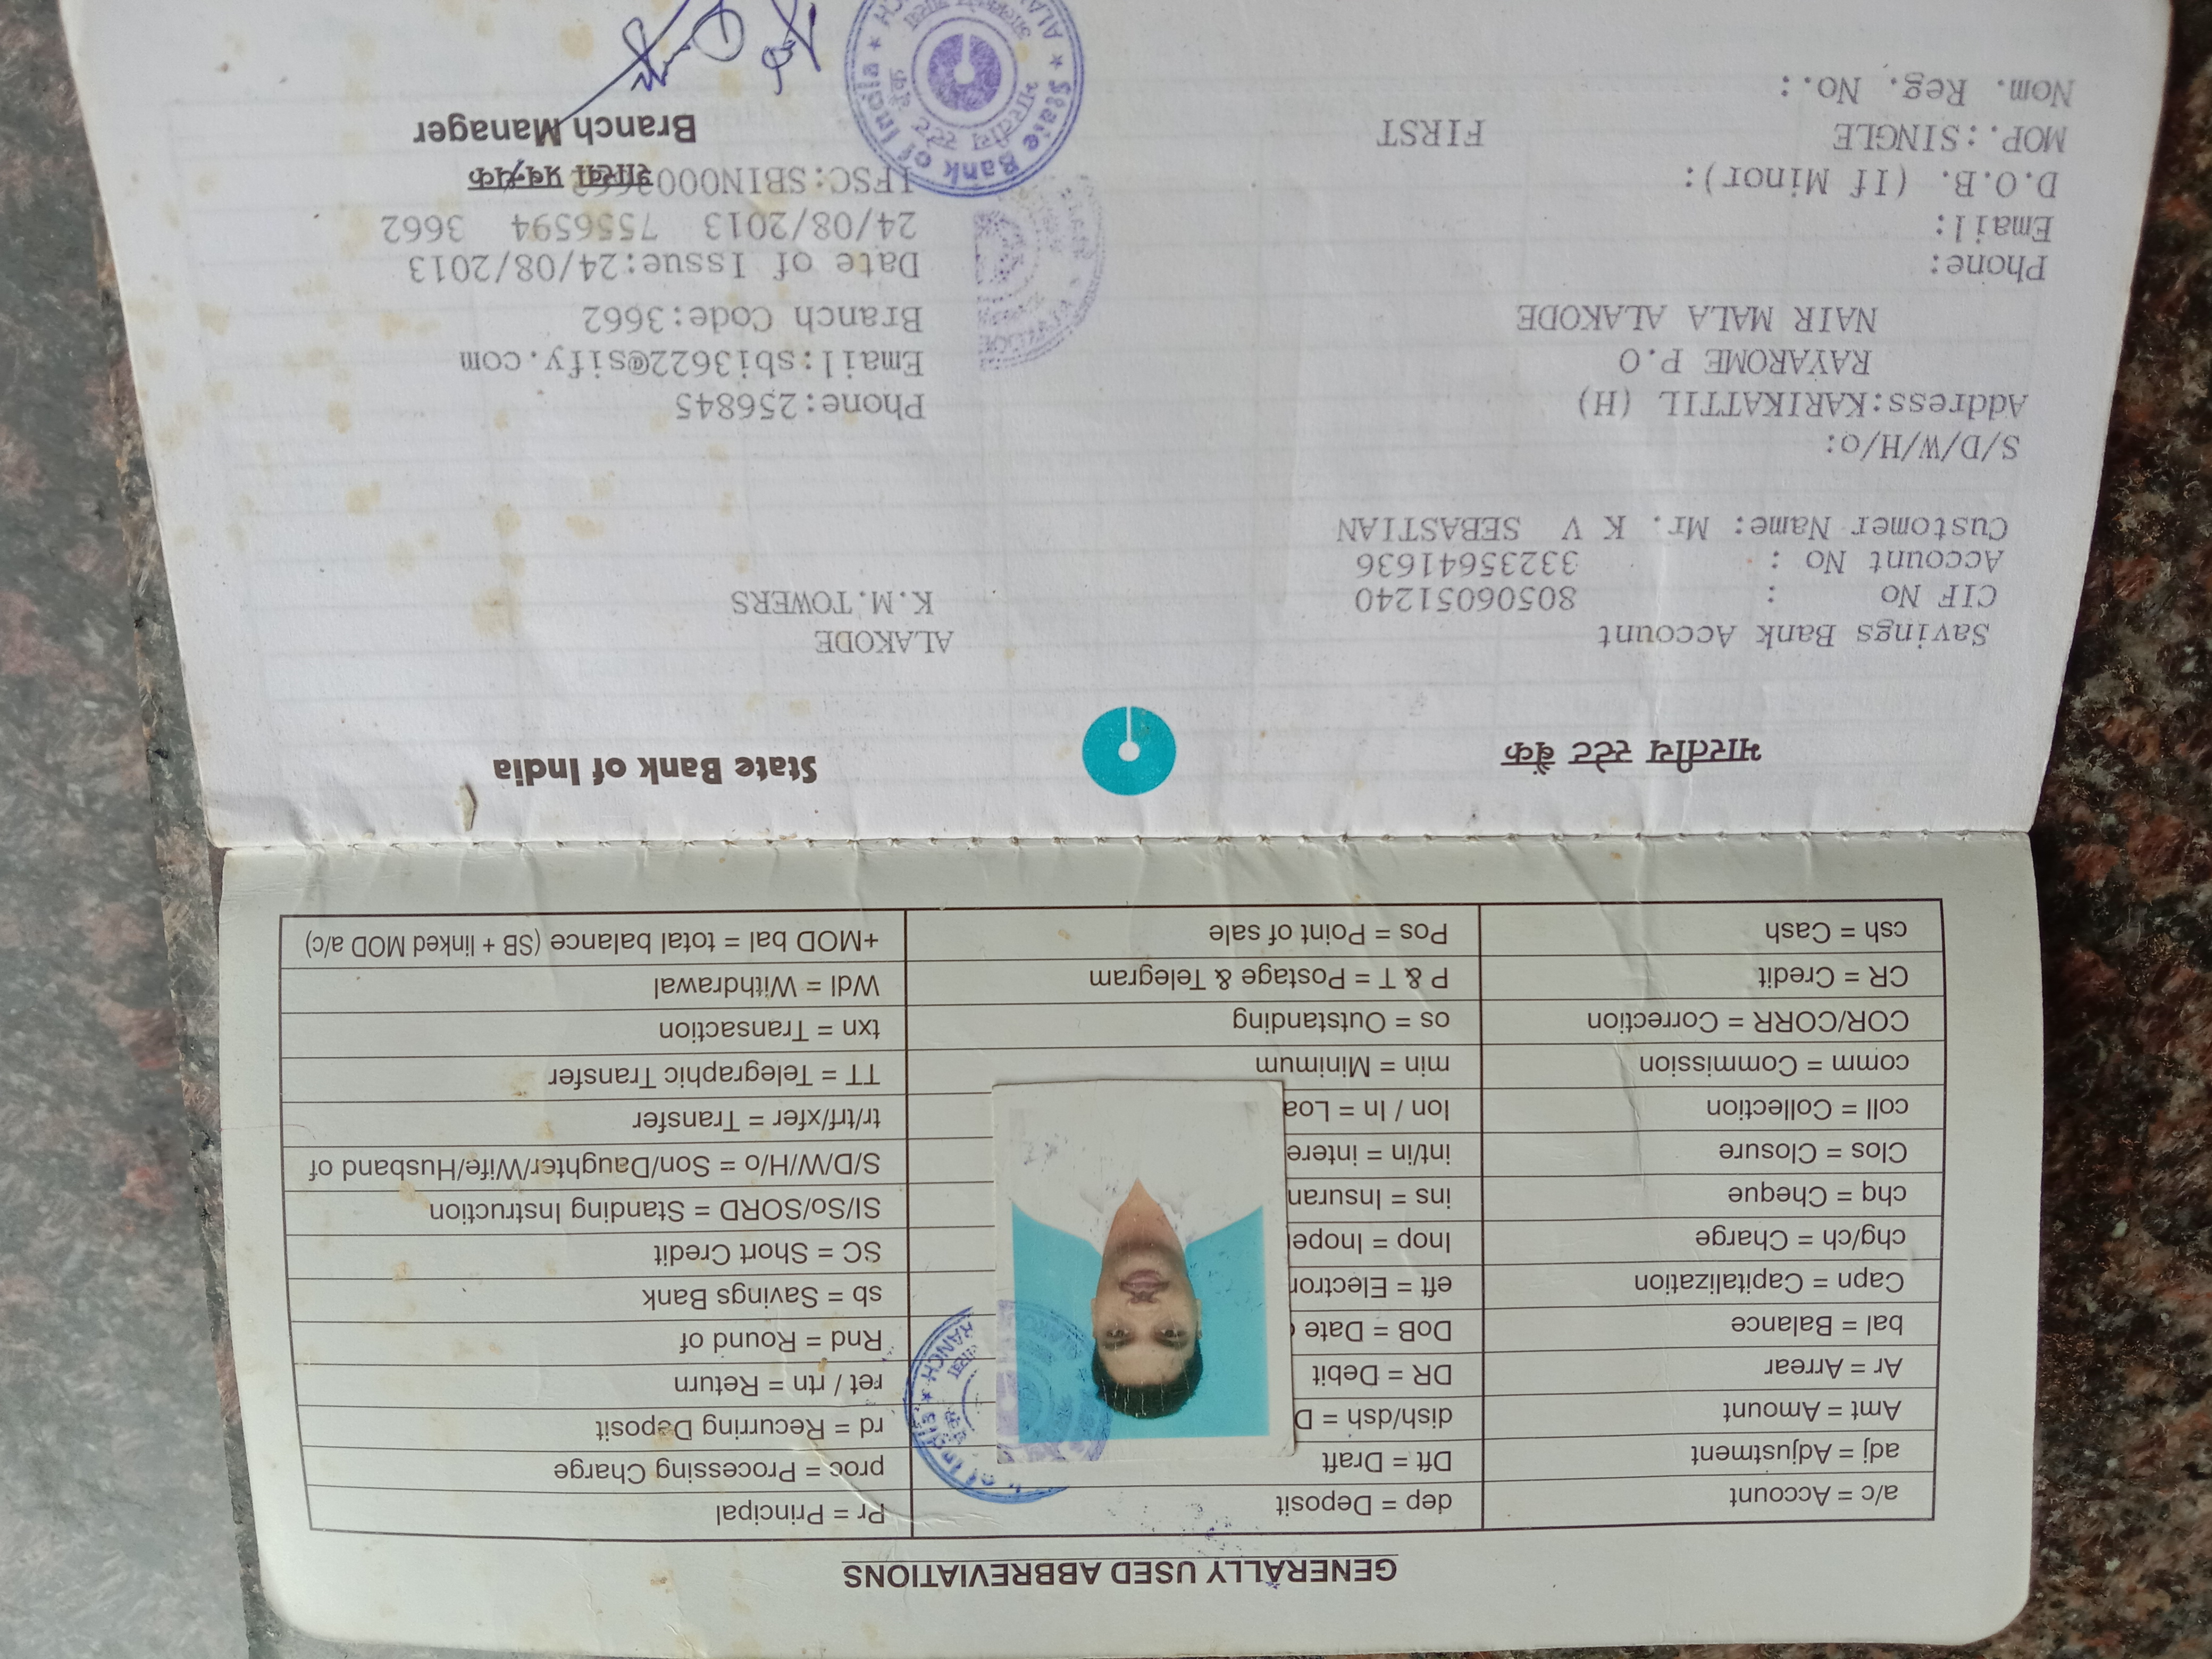 GENERALLY USED ABBREVIATIONS
a/c = Account
dep = Deposit
Pr = Principal
adj = Adjustment
Dft = Draft
proc = Processing Charge
Amt = Amount
dish/dsh = D
rd = Recurring Deposit
Ar = Arrear
DR = Debit
ret / rtn = Return
bal = Balance
DoB = Date
Rnd = Round of
Capn = Capitalization
eft = Electron
sb = Savings Bank
chg/ch = Charge
Inop = Inope
SC = Short Credit
chq = Cheque
ins = Insuran
SI/So/SORD = Standing Instruction
Clos = Closure
int/in = intere
S/D/W/H/o = Son/Daughter/Wife/Husband of
coll = Collection
lon / ln = Loa
tr/trf/xfer = Transfer
comm = Commission
min = Minimum
TT = Telegraphic Transfer
COR/CORR = Correction
os = Outstanding
txn = Transaction
CR = Credit
P & T = Postage & Telegram
Wdl = Withdrawal
csh = Cash
Pos = Point of sale
+MOD bal = total balance (SB + linked MOD a/c)
of India
RANCH
भारतीय स्टेट बैंक
State Bank of India
Savings Bank Account
CIF No : 80506051240
Account No : 33235641636
Customer Name: Mr. K V SEBASTIAN
S/D/W/H/o:
Address:KARIKATTIL (H)
RAYAROME P.O
NAIR MALA ALAKODE
Phone:
Email:
D.O.B. (If Minor):
MOP.:SINGLE FIRST
Nom. Reg. No.:
ALAKODE
K.M.TOWERS
Phone:256845
Email:sbi3622@sify.com
Branch Code:3662
Date of Issue:24/08/2013
24/08/2013 7556594 3662
IFSC:SBIN0003662
शाखा प्रबंधक
Branch Manager
State Bank of India